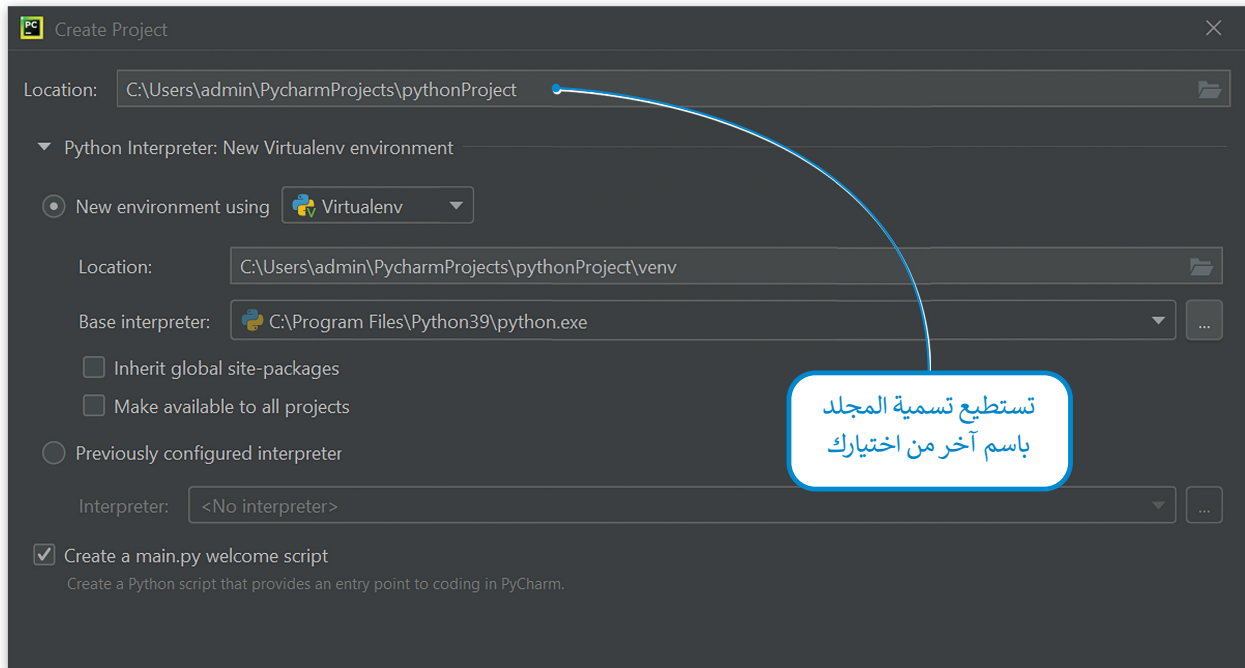 PC
Create Project
Location: C:\Users\admin\PycharmProjects\pythonProject
Python Interpreter: New Virtualenv environment
New environment using Virtualenv
Location: C:\Users\admin\PycharmProjects\pythonProject\venv
Base interpreter: C:\Program Files\Python39\python.exe ...
Inherit global site-packages
Make available to all projects
تستطيع تسمية المجلد
باسم آخر من اختيارك
Previously configured interpreter
Interpreter: <No interpreter> ...
Create a main.py welcome script
Create a Python script that provides an entry point to coding in PyCharm.